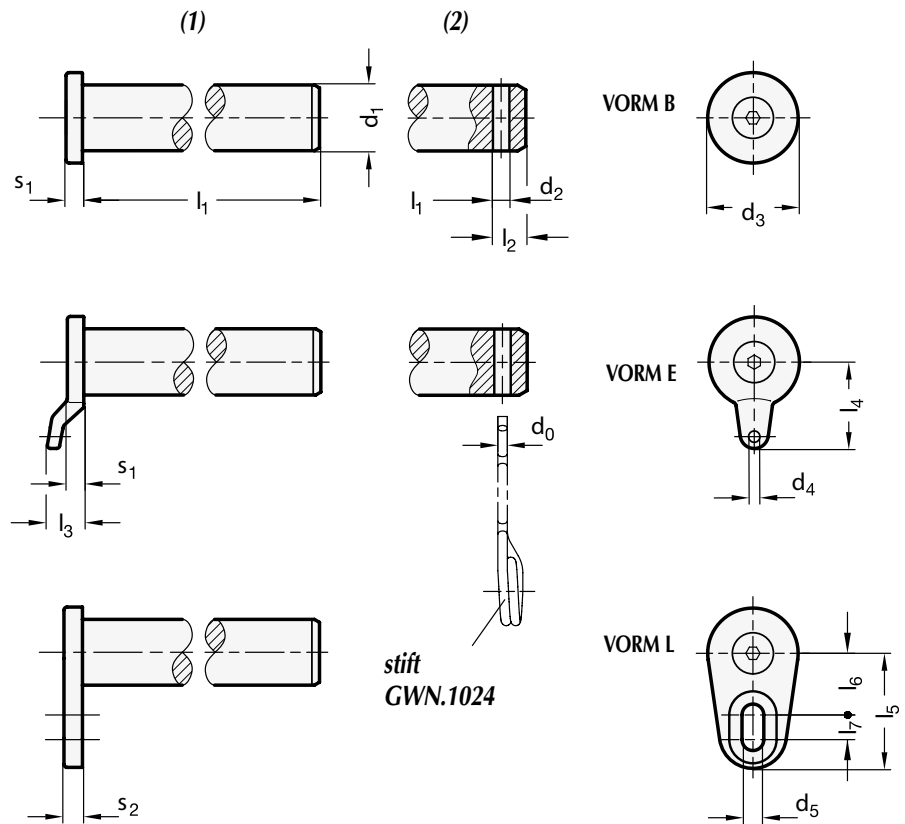 (1) (2)
VORM B
d1
s1 l1 l1 d2
l2 d3
VORM E
l4
d0
s1
d4
l3
VORM L
stift
GWN.1024
l6
l5
l7
s2 d5